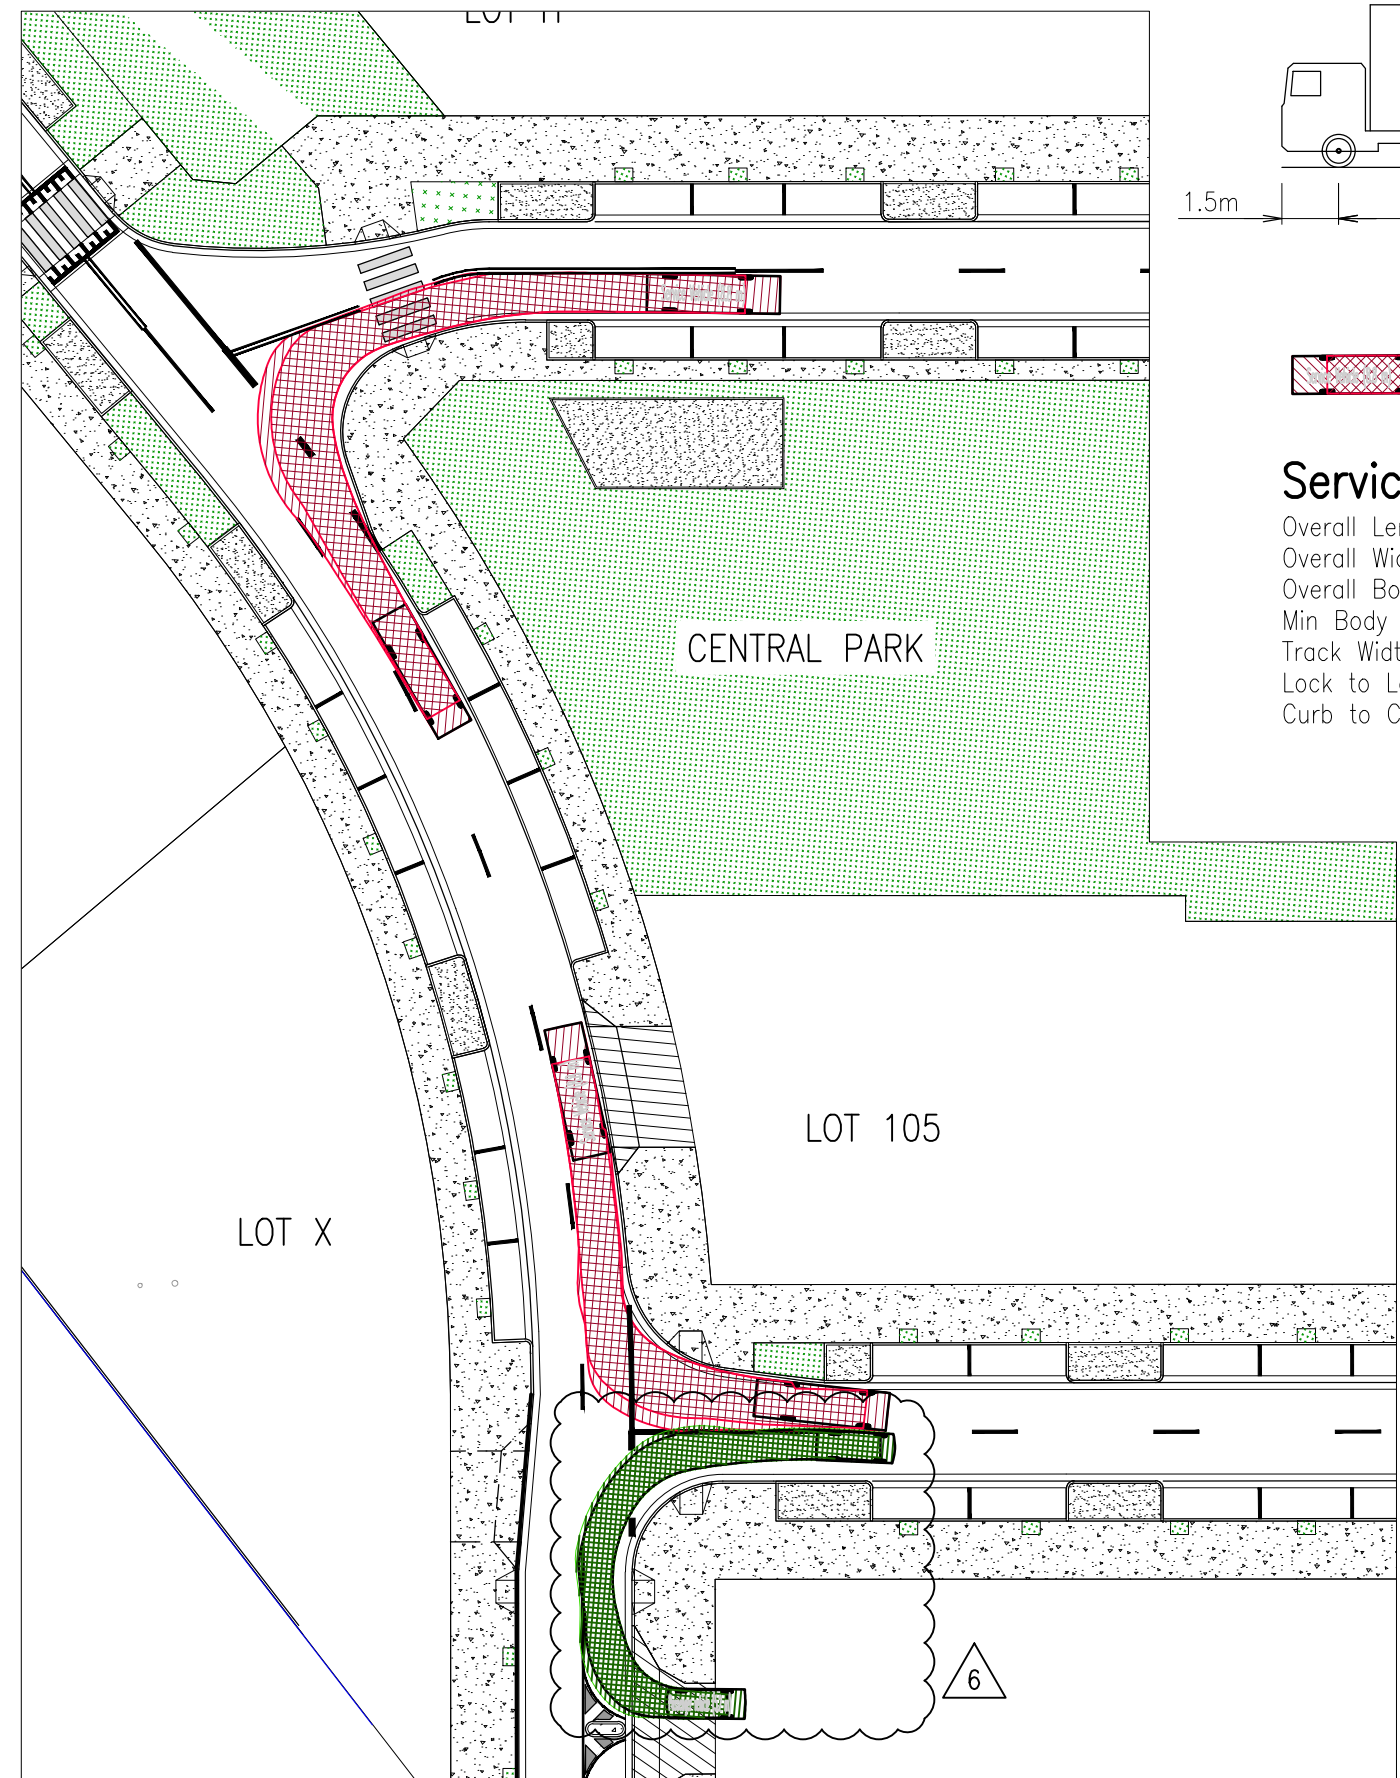 1.5m
Servic
Overall Le
Overall Wi
Overall Bo
Min Body
Track Widt
Lock to L
Curb to C
CENTRAL PARK
LOT 105
LOT X
6